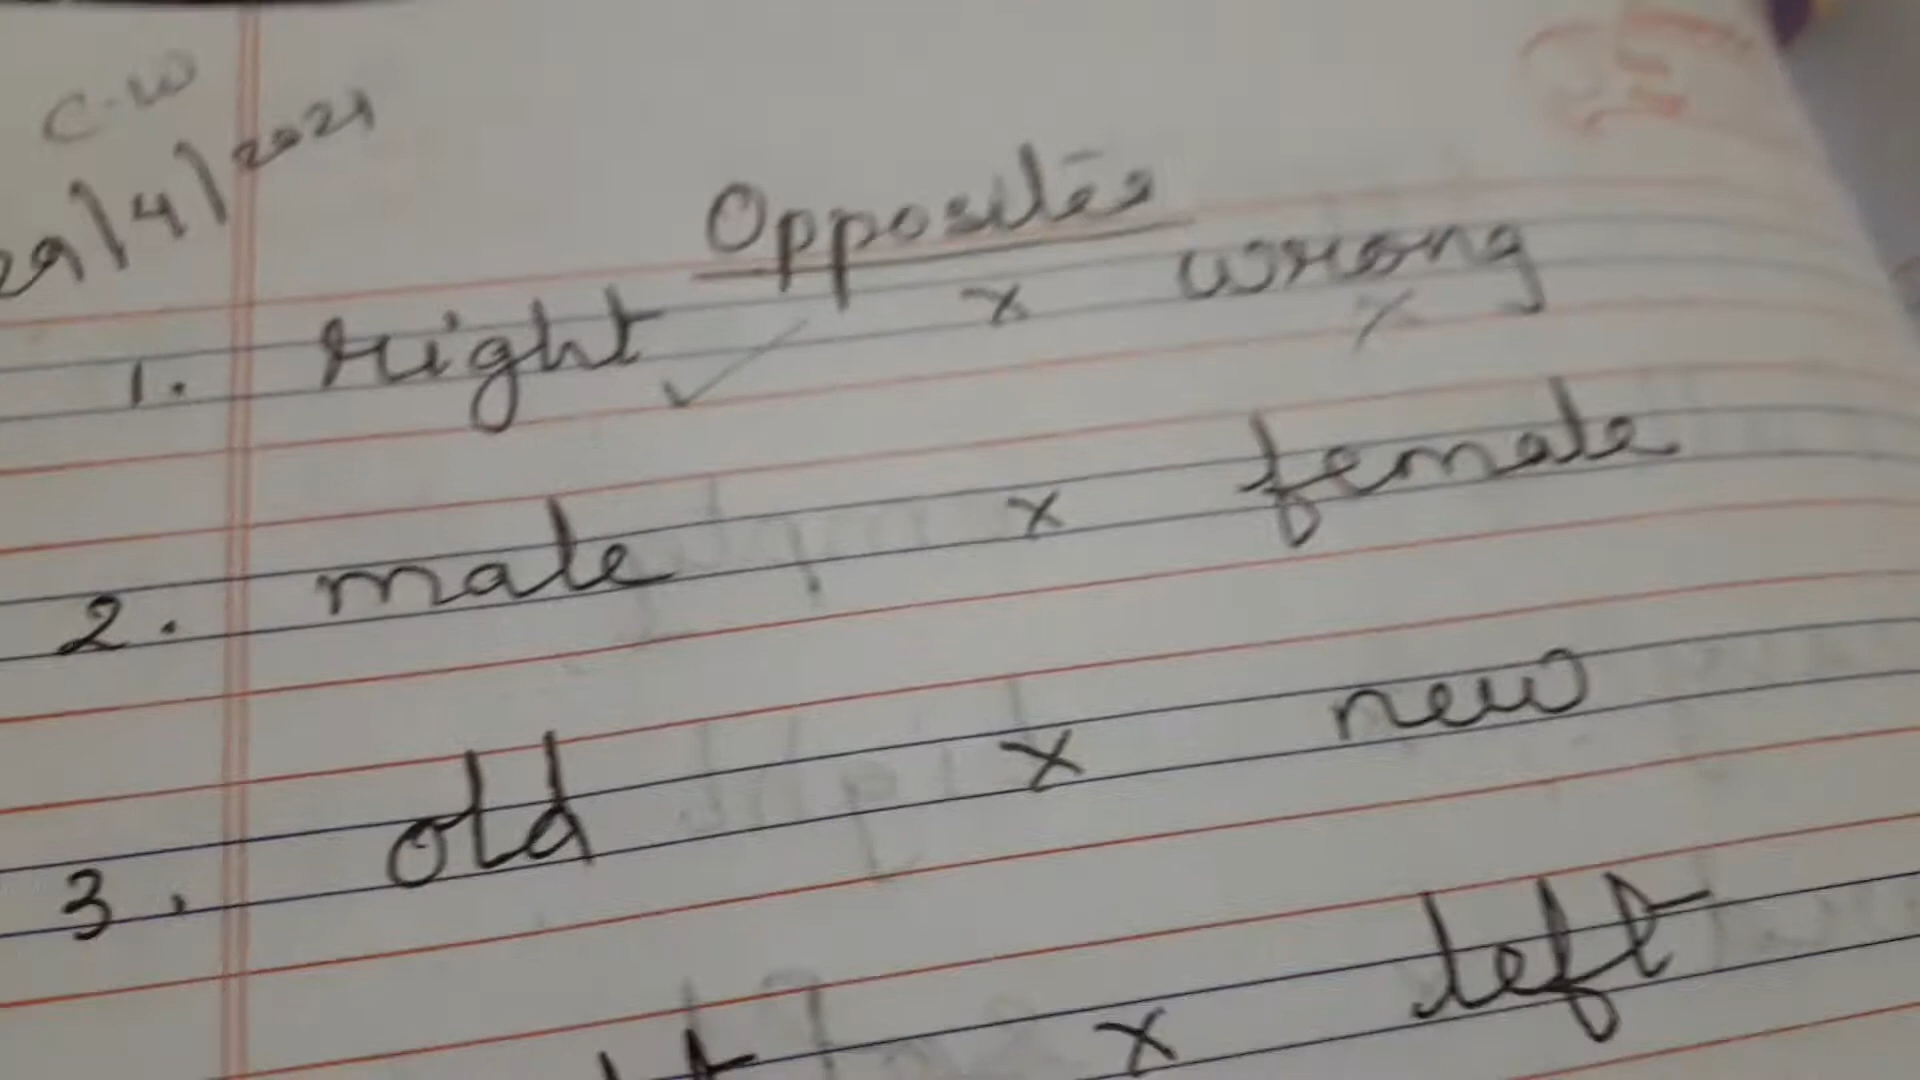 C.W
29/4/2021
Opposites
1. right ✓ x wrong x
2. male x female
3. old x new
x left